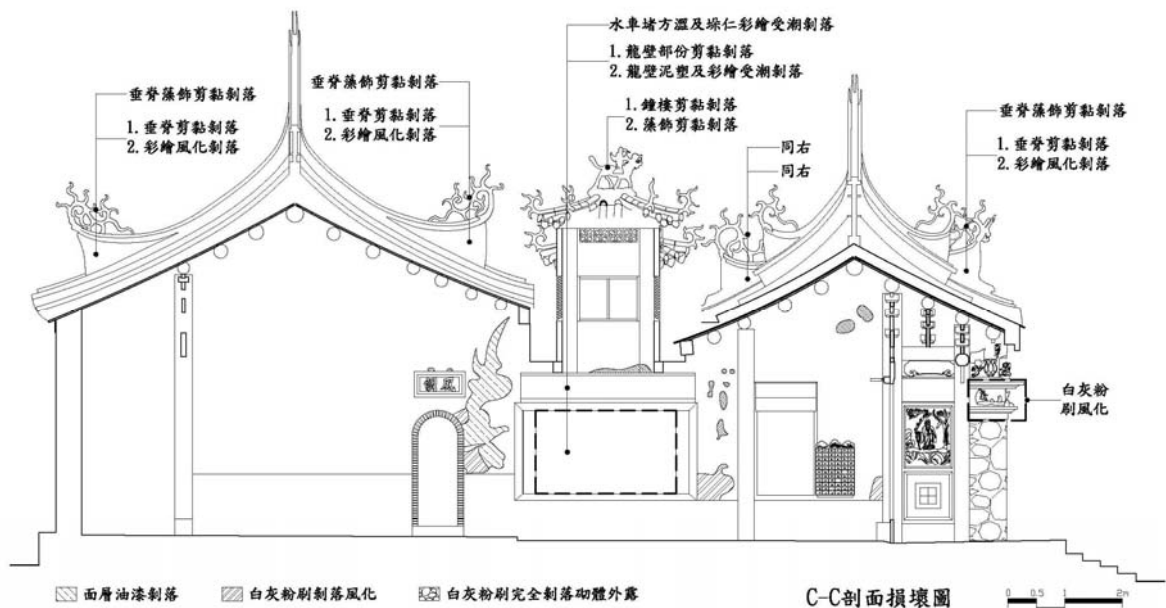 水車堵方溫及垛仁彩繪受潮剝落
1. 龍壁部份剪黏剝落
2. 龍壁泥塑及彩繪受潮剝落
垂脊藻飾剪黏剝落
1. 垂脊剪黏剝落
2. 彩繪風化剝落
垂脊藻飾剪黏剝落
1. 垂脊剪黏剝落
2. 彩繪風化剝落
1. 鐘樓剪黏剝落
2. 藻飾剪黏剝落
同右
同右
垂脊藻飾剪黏剝落
1. 垂脊剪黏剝落
2. 彩繪風化剝落
白灰粉
刷風化
面層油漆剝落
白灰粉刷剝落風化
白灰粉刷完全剝落砌體外露
C-C剖面損壞圖
0 0.5 1 2m